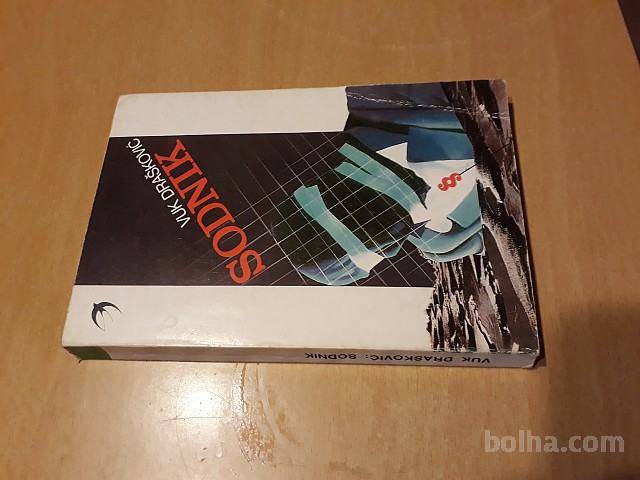 VUK DRAŠKOVIĆ
SODNIK
§
VUK DRAŠKOVIĆ: SODNIK
bolha.com